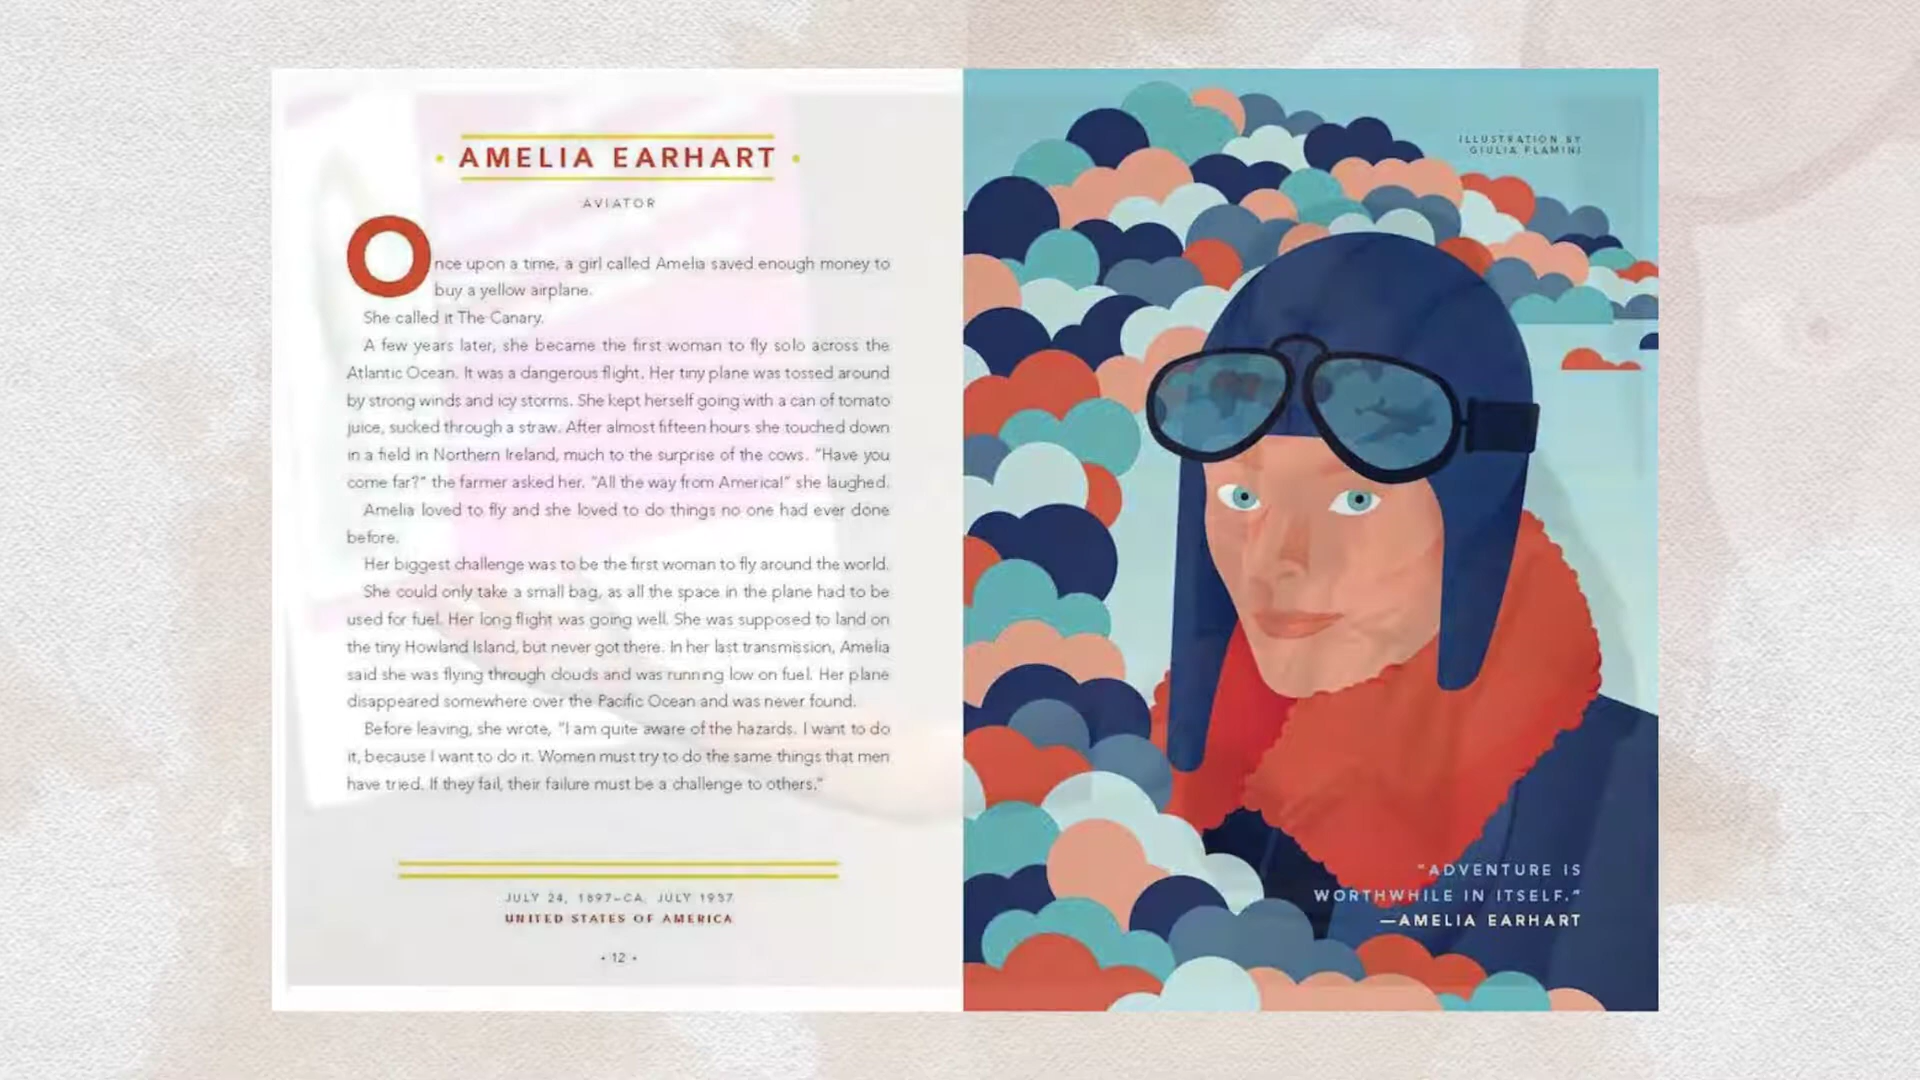 AMELIA EARHART
AVIATOR
Once upon a time, a girl called Amelia saved enough money to
buy a yellow airplane.
She called it The Canary.
A few years later, she became the first woman to fly solo across the
Atlantic Ocean. It was a dangerous flight. Her tiny plane was tossed around
by strong winds and icy storms. She kept herself going with a can of tomato
juice, sucked through a straw. After almost fifteen hours she touched down
in a field in Northern Ireland, much to the surprise of the cows. "Have you
come far?" the farmer asked her. "All the way from America!" she laughed.
Amelia loved to fly and she loved to do things no one had ever done
before.
Her biggest challenge was to be the first woman to fly around the world.
She could only take a small bag, as all the space in the plane had to be
used for fuel. Her long flight was going well. She was supposed to land on
the tiny Howland Island, but never got there. In her last transmission, Amelia
said she was flying through clouds and was running low on fuel. Her plane
disappeared somewhere over the Pacific Ocean and was never found.
Before leaving, she wrote, "I am quite aware of the hazards. I want to do
it, because I want to do it. Women must try to do the same things that men
have tried. If they fail, their failure must be a challenge to others."
JULY 24, 1897–CA. JULY 1937
UNITED STATES OF AMERICA
• 12 •
ILLUSTRATION BY
GIULIA FLAMINI
"ADVENTURE IS
WORTHWHILE IN ITSELF."
—AMELIA EARHART